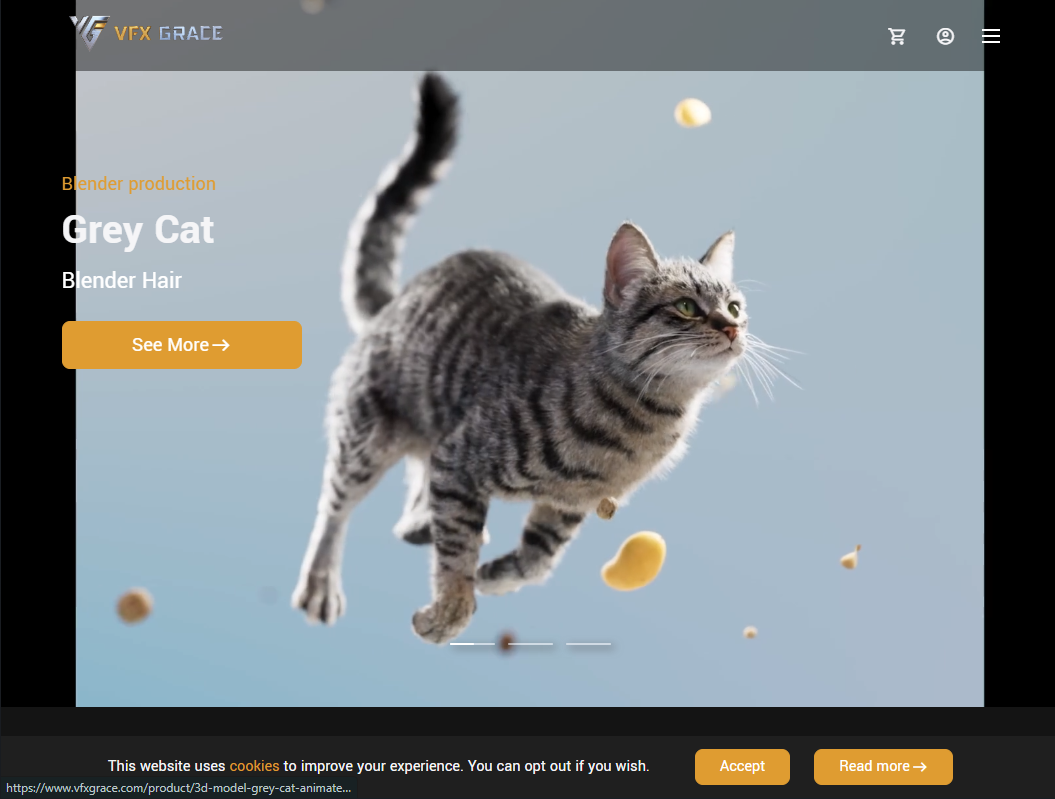 VFX GRACE
Blender production
Grey Cat
Blender Hair
See More
This website uses cookies to improve your experience. You can opt out if you wish.
Accept
Read more
https://www.vfxgrace.com/product/3d-model-grey-cat-animate...